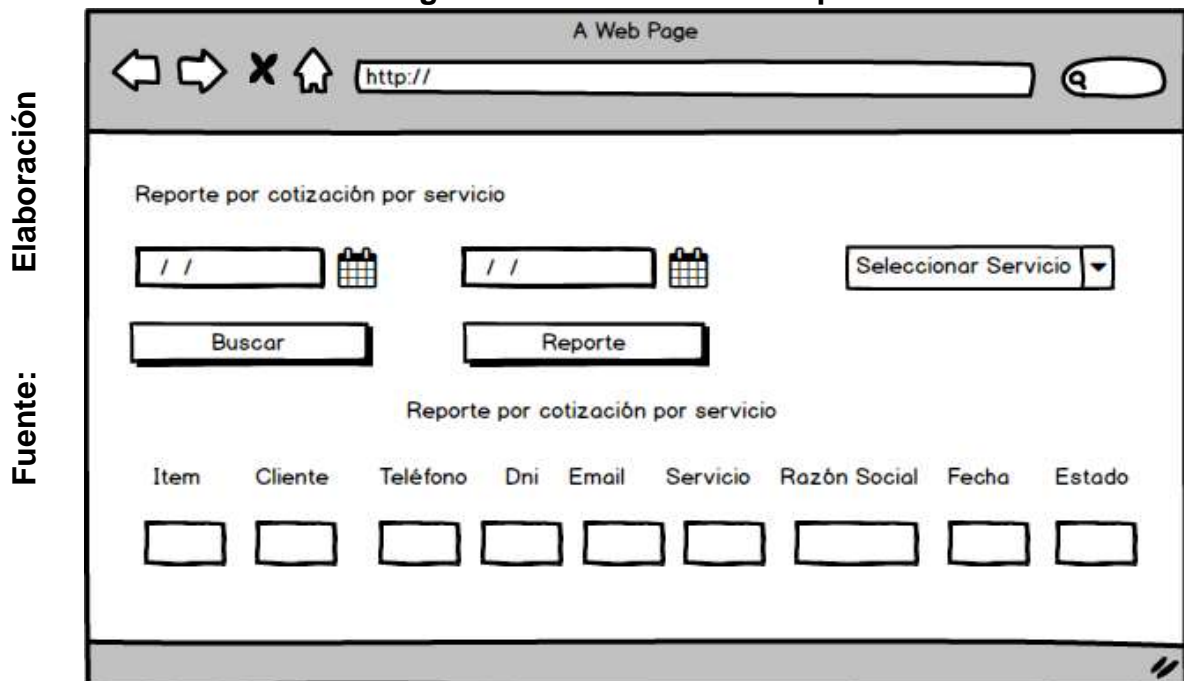 A Web Page
http://
Reporte por cotización por servicio
/ /
/ /
Seleccionar Servicio
Buscar
Reporte
Reporte por cotización por servicio
Item Cliente Teléfono Dni Email Servicio Razón Social Fecha Estado
Fuente: Elaboración